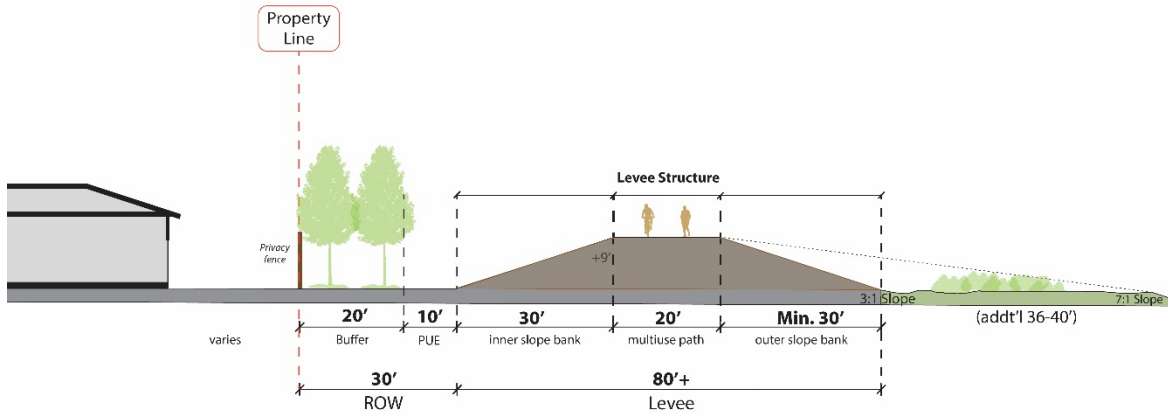 Property
Line
Levee Structure
Privacy
fence
+9'
3:1 Slope
7:1 Slope
20'
10'
30'
20'
Min. 30'
(addt'l 36-40')
varies
Buffer
PUE
inner slope bank
multiuse path
outer slope bank
30'
80'+
ROW
Levee